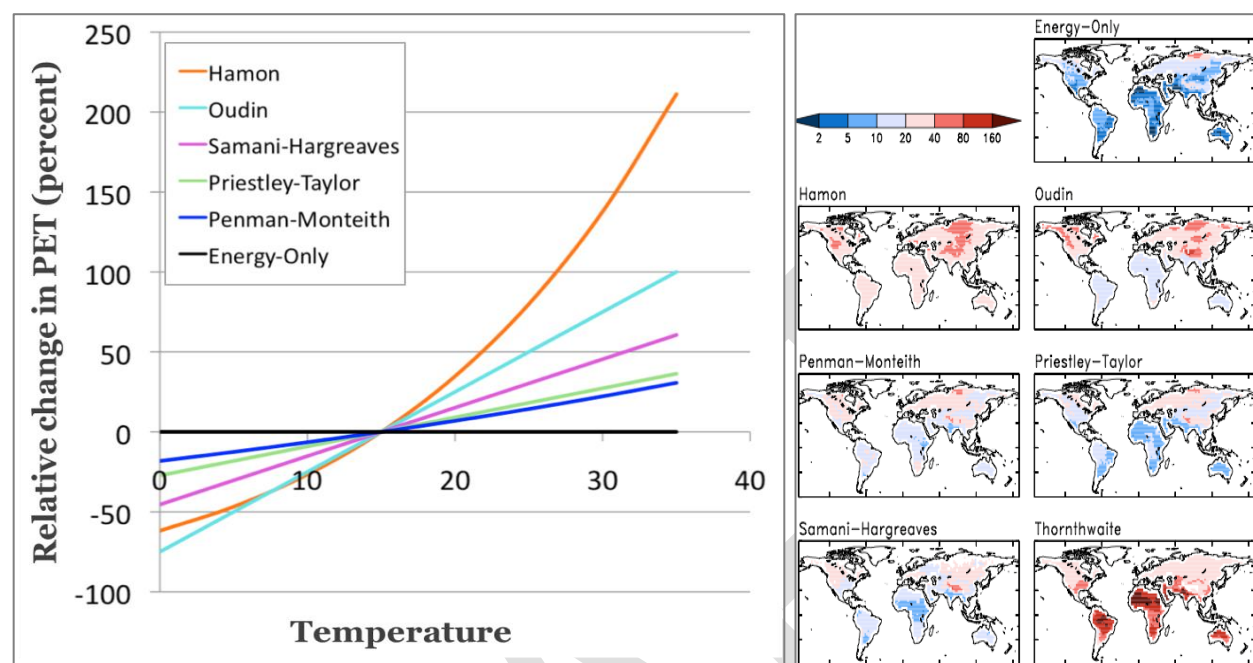 250
200
150
100
50
0
-50
-100
0
10
20
30
40
Relative change in PET (percent)
Temperature
Hamon
Oudin
Samani-Hargreaves
Priestley-Taylor
Penman-Monteith
Energy-Only
Energy-Only
2 5 10 20 40 80 160
Hamon
Oudin
Penman-Monteith
Priestley-Taylor
Samani-Hargreaves
Thornthwaite